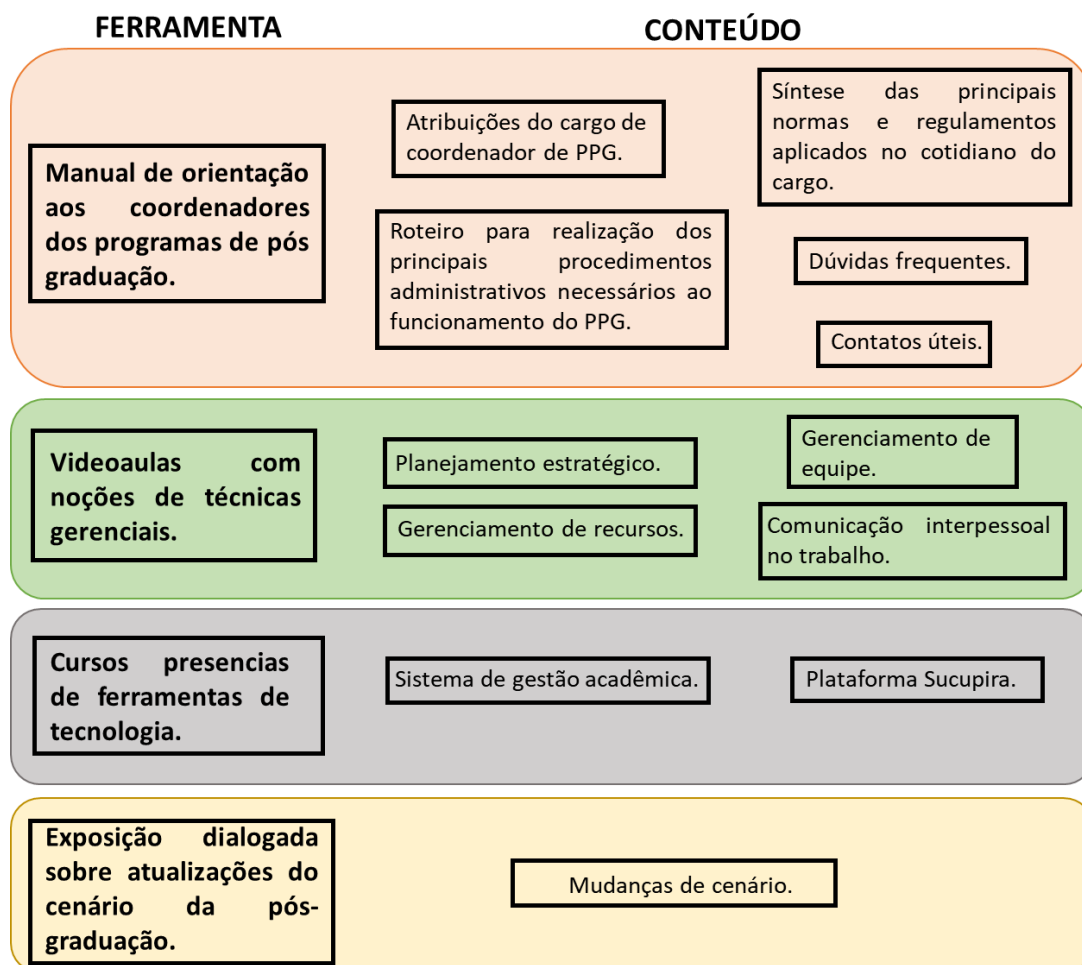 FERRAMENTA
CONTEÚDO
Manual de orientação
aos coordenadores
dos programas de pós
graduação.
Atribuições do cargo de
coordenador de PPG.
Roteiro para realização dos
principais procedimentos
administrativos necessários ao
funcionamento do PPG.
Síntese das principais
normas e regulamentos
aplicados no cotidiano do
cargo.
Dúvidas frequentes.
Contatos úteis.
Videoaulas com
noções de técnicas
gerenciais.
Planejamento estratégico.
Gerenciamento de recursos.
Gerenciamento de
equipe.
Comunicação interpessoal
no trabalho.
Cursos presencias
de ferramentas de
tecnologia.
Sistema de gestão acadêmica.
Plataforma Sucupira.
Exposição dialogada
sobre atualizações do
cenário da pós-
graduação.
Mudanças de cenário.